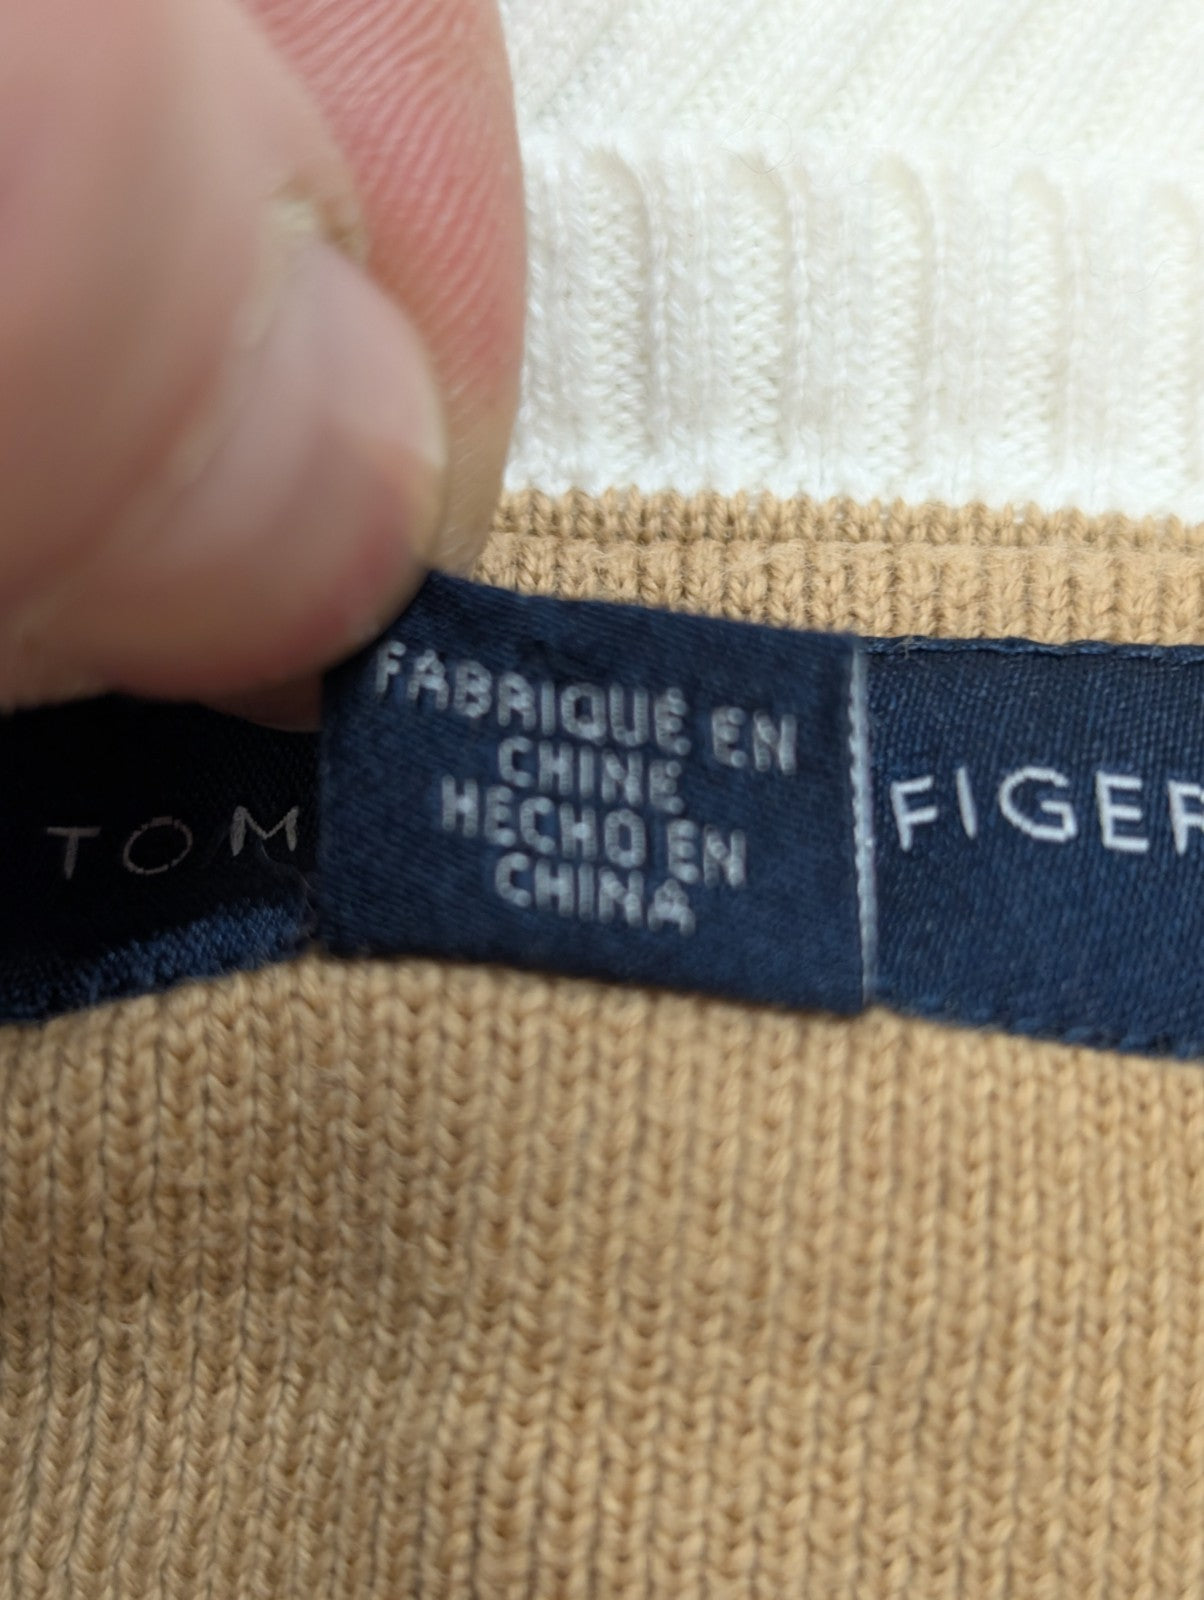 FABRIQUÉ EN
CHINE
HECHO EN
CHINA
TOM
FIGER